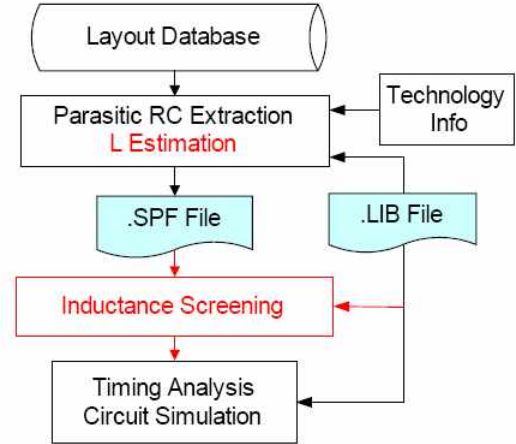 Layout Database
Parasitic RC Extraction
L Estimation
Technology
Info
.SPF File
.LIB File
Inductance Screening
Timing Analysis
Circuit Simulation